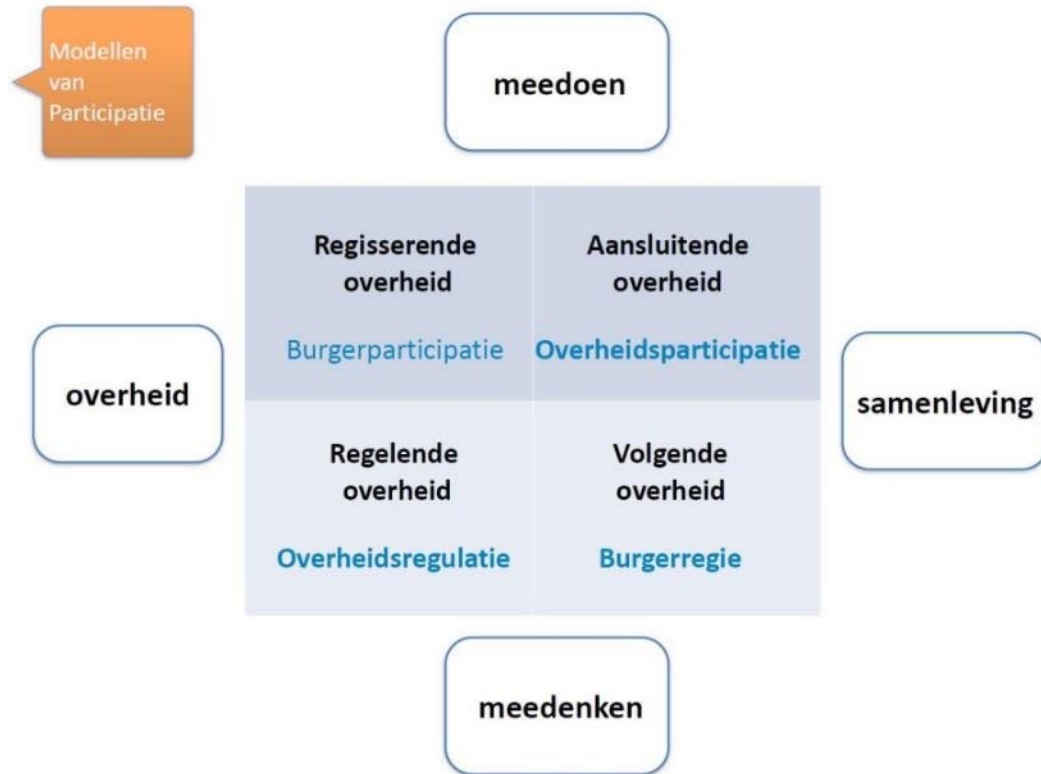 Modellen
van
Participatie
meedoen
Regisserende
overheid
Burgerparticipatie
Aansluitende
overheid
Overheidsparticipatie
overheid
samenleving
Regelende
overheid
Overheidsregulatie
Volgende
overheid
Burgerregie
meedenken